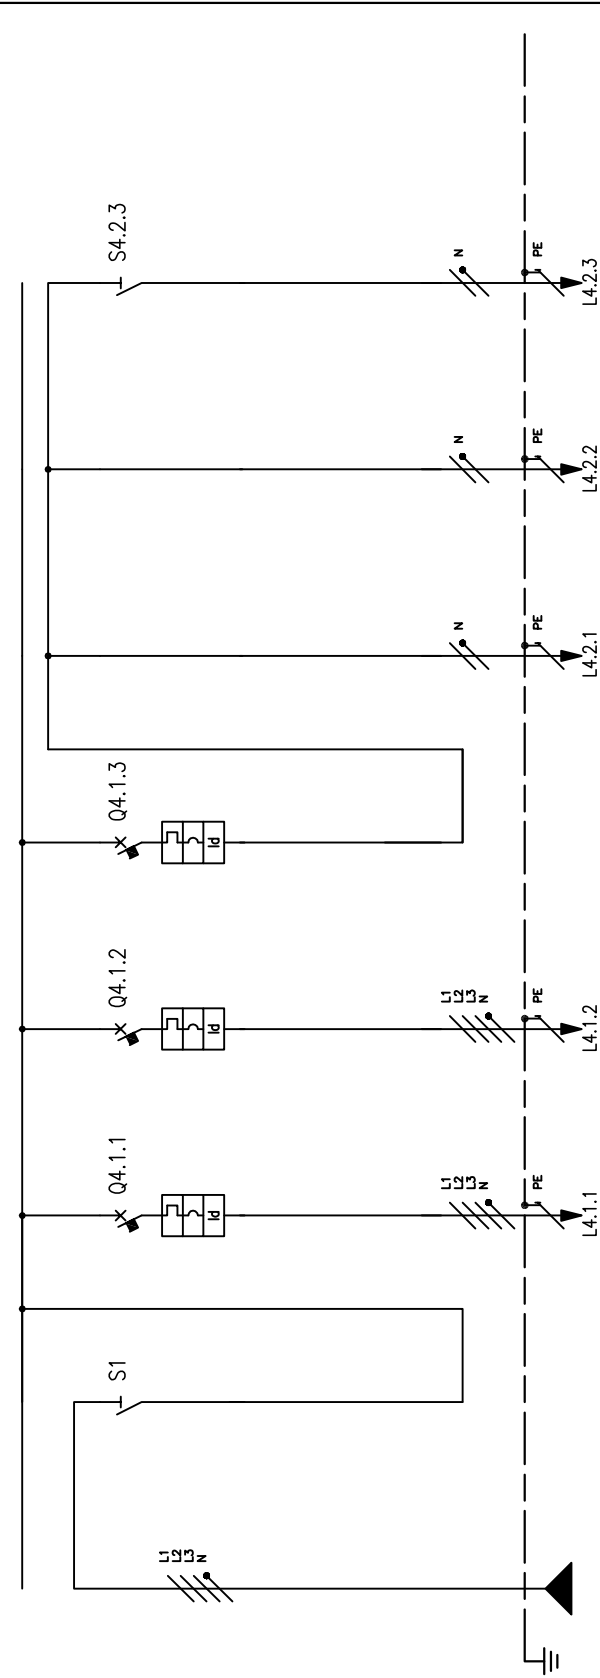 L1
L2
L3
N
S1
Q4.1.1
Id
L1
L2
L3
N
PE
L4.1.1
Q4.1.2
Id
L1
L2
L3
N
PE
L4.1.2
Q4.1.3
Id
N
PE
L4.2.1
N
PE
L4.2.2
S4.2.3
N
PE
L4.2.3